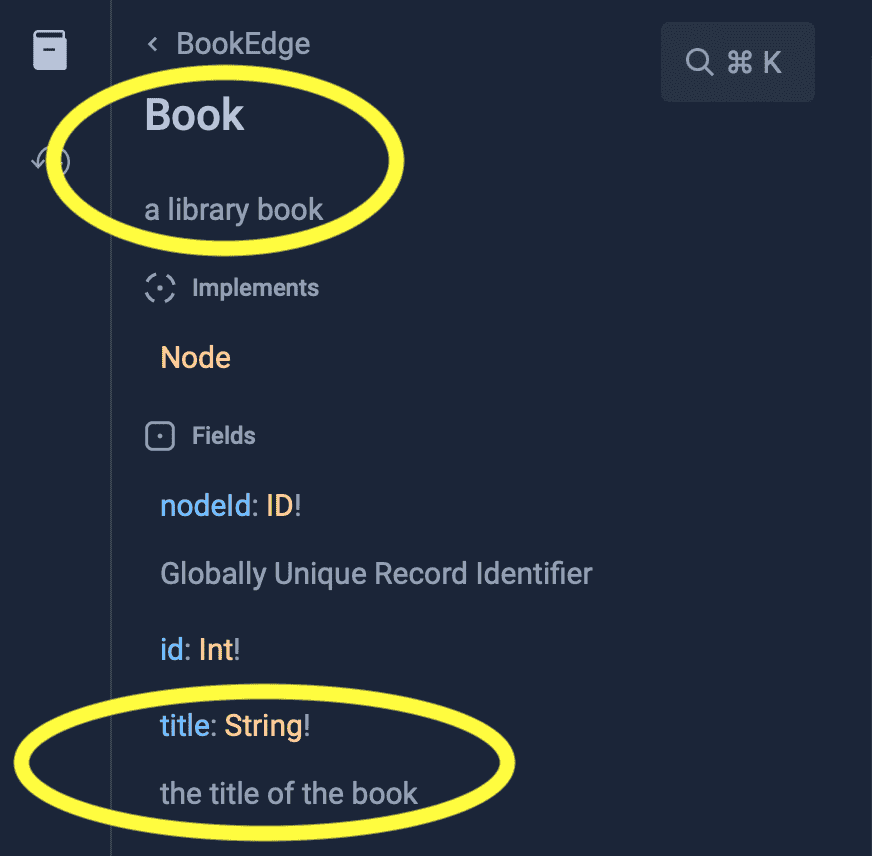 BookEdge
⌘ K
Book
a library book
Implements
Node
Fields
nodeId: ID!
Globally Unique Record Identifier
id: Int!
title: String!
the title of the book